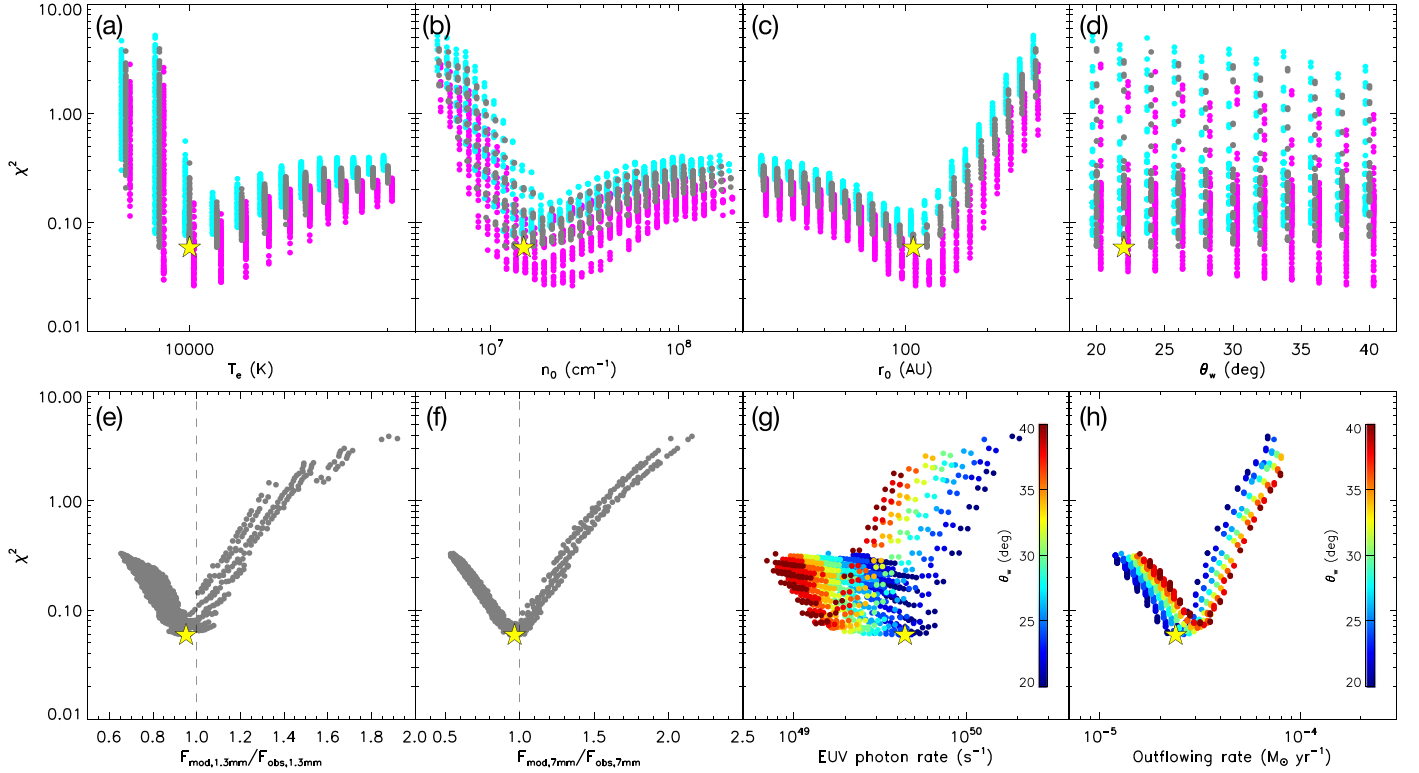 (a) (b) (c) (d)
10.00
1.00
0.10
0.01
χ²
10000
T_e (K)
10⁷ 10⁸
n₀ (cm⁻¹)
100
r₀ (AU)
20 25 30 35 40
θ_w (deg)
(e) (f) (g) (h)
10.00
1.00
0.10
0.01
χ²
0.6 0.8 1.0 1.2 1.4 1.6 1.8 2.0
F_mod,1.3mm/F_obs,1.3mm
0.5 1.0 1.5 2.0 2.5
F_mod,7mm/F_obs,7mm
40
35
30
25
20
θ_w (deg)
10⁴⁹ 10⁵⁰
EUV photon rate (s⁻¹)
40
35
30
25
20
θ_w (deg)
10⁻⁵ 10⁻⁴
Outflowing rate (M⊙ yr⁻¹)